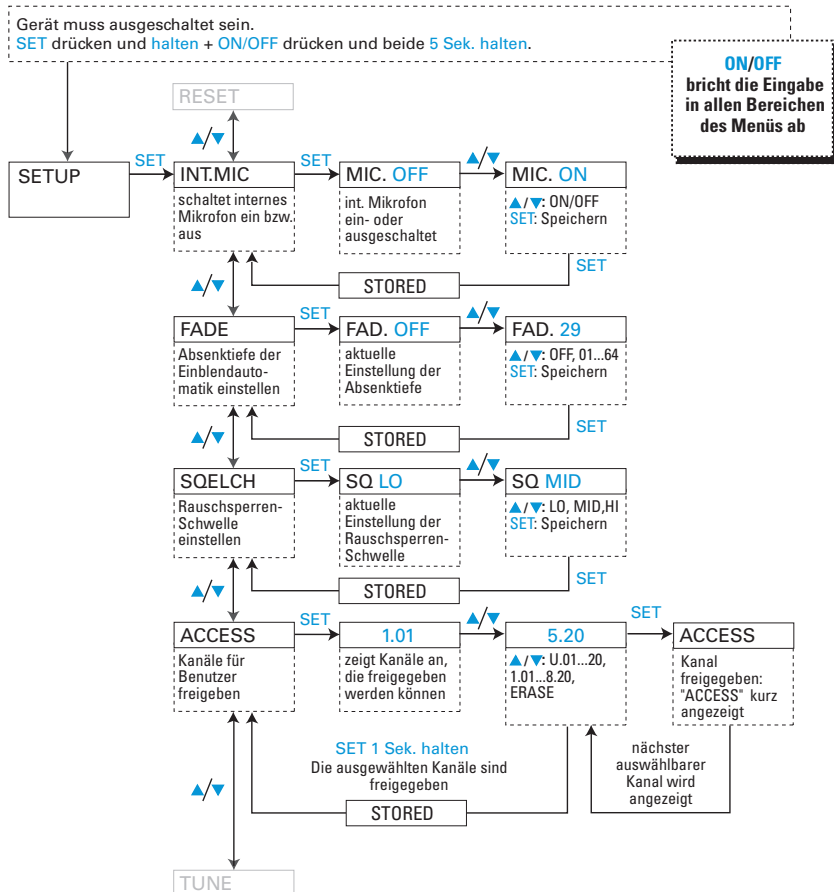 Gerät muss ausgeschaltet sein.
SET drücken und halten + ON/OFF drücken und beide 5 Sek. halten.
ON/OFF
bricht die Eingabe
in allen Bereichen
des Menüs ab
RESET
▲/▼
SETUP
SET
INT.MIC
schaltet internes
Mikrofon ein bzw.
aus
SET
MIC. OFF
int. Mikrofon
ein- oder
ausgeschaltet
▲/▼
MIC. ON
▲/▼: ON/OFF
SET: Speichern
SET
STORED
▲/▼
FADE
Absenktiefe der
Einblendauto-
matik einstellen
SET
FAD. OFF
aktuelle
Einstellung der
Absenktiefe
▲/▼
FAD. 29
▲/▼: OFF, 01...64
SET: Speichern
SET
STORED
▲/▼
SQELCH
Rauschsperren-
Schwelle
einstellen
SET
SQ LO
aktuelle
Einstellung der
Rauschsperren-
Schwelle
▲/▼
SQ MID
▲/▼: LO, MID,HI
SET: Speichern
SET
STORED
▲/▼
ACCESS
Kanäle für
Benutzer
freigeben
SET
1.01
zeigt Kanäle an,
die freigegeben
werden können
▲/▼
5.20
▲/▼: U.01...20,
1.01...8.20,
ERASE
SET
ACCESS
Kanal
freigegeben:
"ACCESS" kurz
angezeigt
SET 1 Sek. halten
Die ausgewählten Kanäle sind
freigegeben
STORED
nächster
auswählbarer
Kanal wird
angezeigt
▲/▼
TUNE